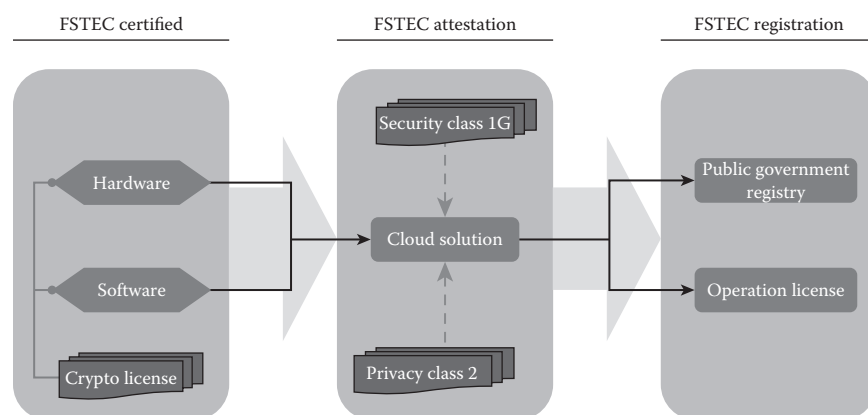 FSTEC certified
FSTEC attestation
FSTEC registration
Security class 1G
Hardware
Public government
registry
Cloud solution
Software
Operation license
Crypto license
Privacy class 2